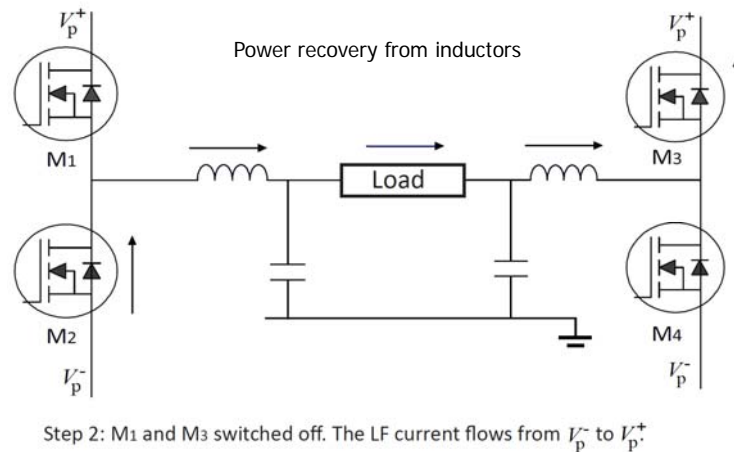 V_p^+ V_p^+
Power recovery from inductors
M1 M3
Load
M2 M4
V_p^- V_p^-
Step 2: M1 and M3 switched off. The LF current flows from V_p^- to V_p^+.